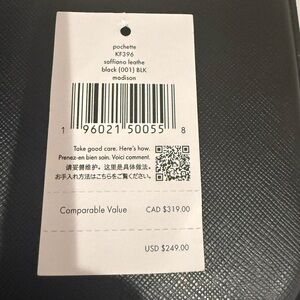 pochette
KF396
saffiano leathe
black (001) BLK
madison
1 96021 50055 8
Take good care. Here's how.
Prenez-en bien soin. Voici comment.
请妥善维护。这里是具体做法。
お手入れ方法はこちらをご覧ください。
Comparable Value CAD $319.00
USD $249.00